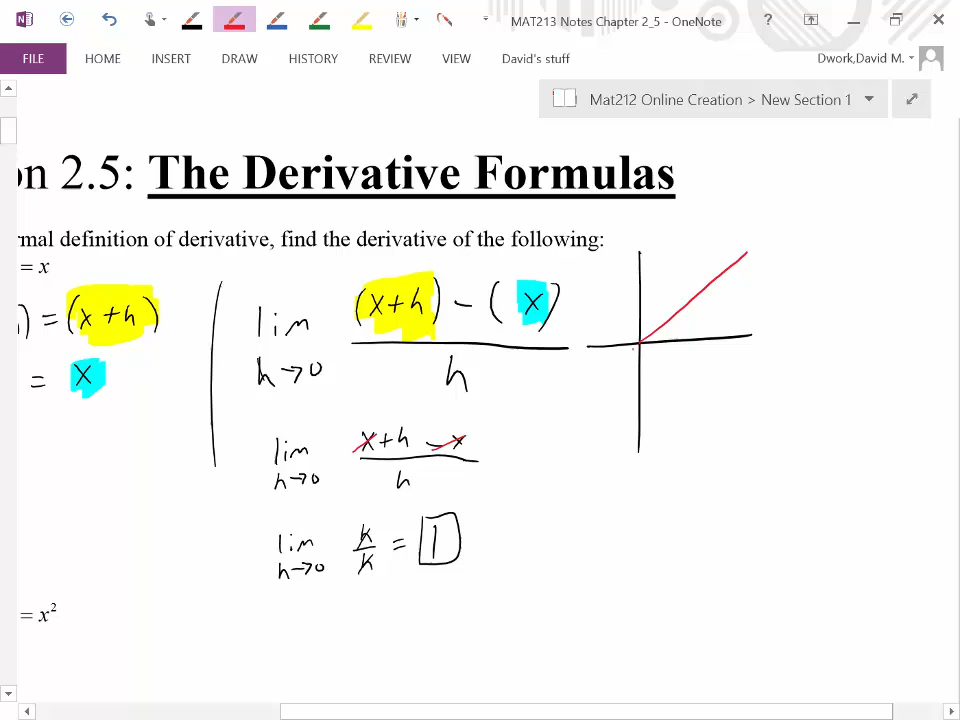 MAT213 Notes Chapter 2_5 - OneNote
?
FILE HOME INSERT DRAW HISTORY REVIEW VIEW David's stuff Dwork,David M.
Mat212 Online Creation > New Section 1
on 2.5: The Derivative Formulas
rmal definition of derivative, find the derivative of the following:
= x
) = (x+h)
= x
lim h→0 (x+h) - (x) / h
lim h→0 x+h - x / h
lim h→0 h/h = 1
= x²